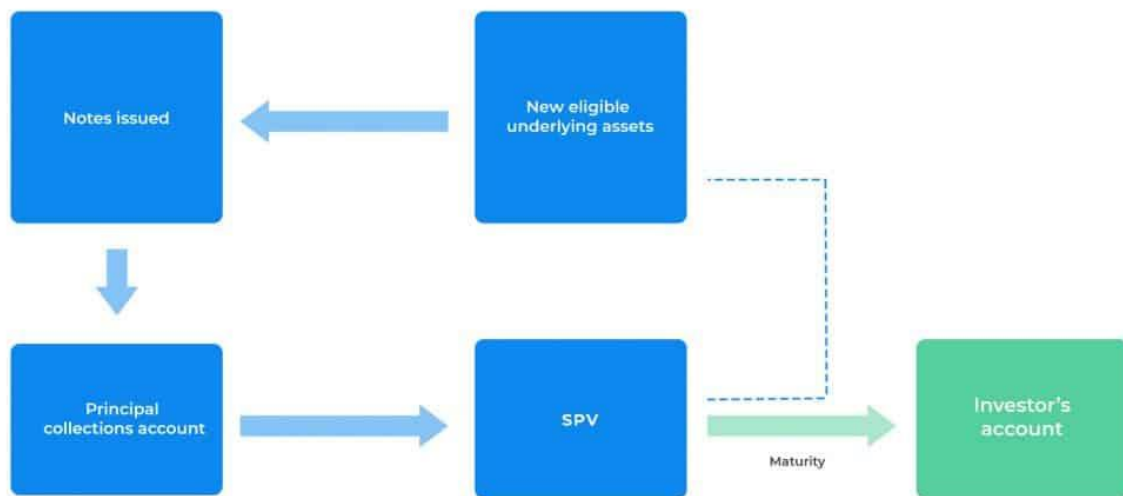 Notes issued
New eligible
underlying assets
Principal
collections account
SPV
Maturity
Investor's
account